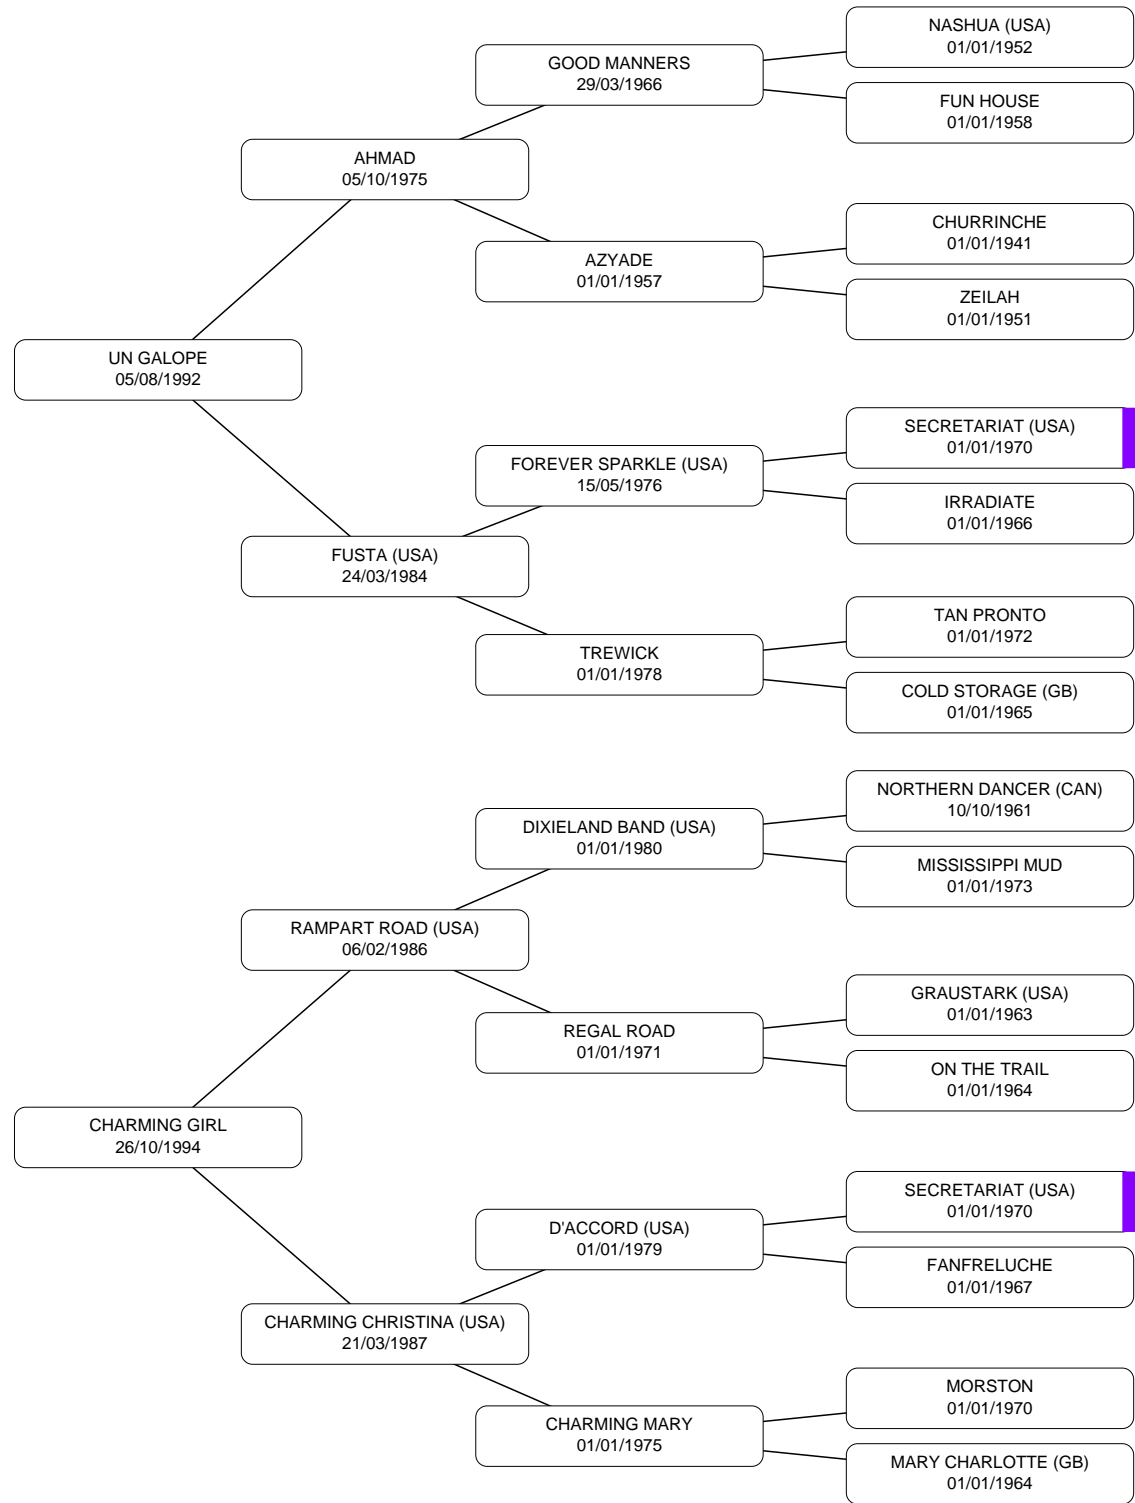 NASHUA (USA)
01/01/1952
GOOD MANNERS
29/03/1966
FUN HOUSE
01/01/1958
AHMAD
05/10/1975
CHURRINCHE
01/01/1941
AZYADE
01/01/1957
ZEILAH
01/01/1951
UN GALOPE
05/08/1992
SECRETARIAT (USA)
01/01/1970
FOREVER SPARKLE (USA)
15/05/1976
IRRADIATE
01/01/1966
FUSTA (USA)
24/03/1984
TAN PRONTO
01/01/1972
TREWICK
01/01/1978
COLD STORAGE (GB)
01/01/1965
NORTHERN DANCER (CAN)
10/10/1961
DIXIELAND BAND (USA)
01/01/1980
MISSISSIPPI MUD
01/01/1973
RAMPART ROAD (USA)
06/02/1986
GRAUSTARK (USA)
01/01/1963
REGAL ROAD
01/01/1971
ON THE TRAIL
01/01/1964
CHARMING GIRL
26/10/1994
SECRETARIAT (USA)
01/01/1970
D'ACCORD (USA)
01/01/1979
FANFRELUCHE
01/01/1967
CHARMING CHRISTINA (USA)
21/03/1987
MORSTON
01/01/1970
CHARMING MARY
01/01/1975
MARY CHARLOTTE (GB)
01/01/1964